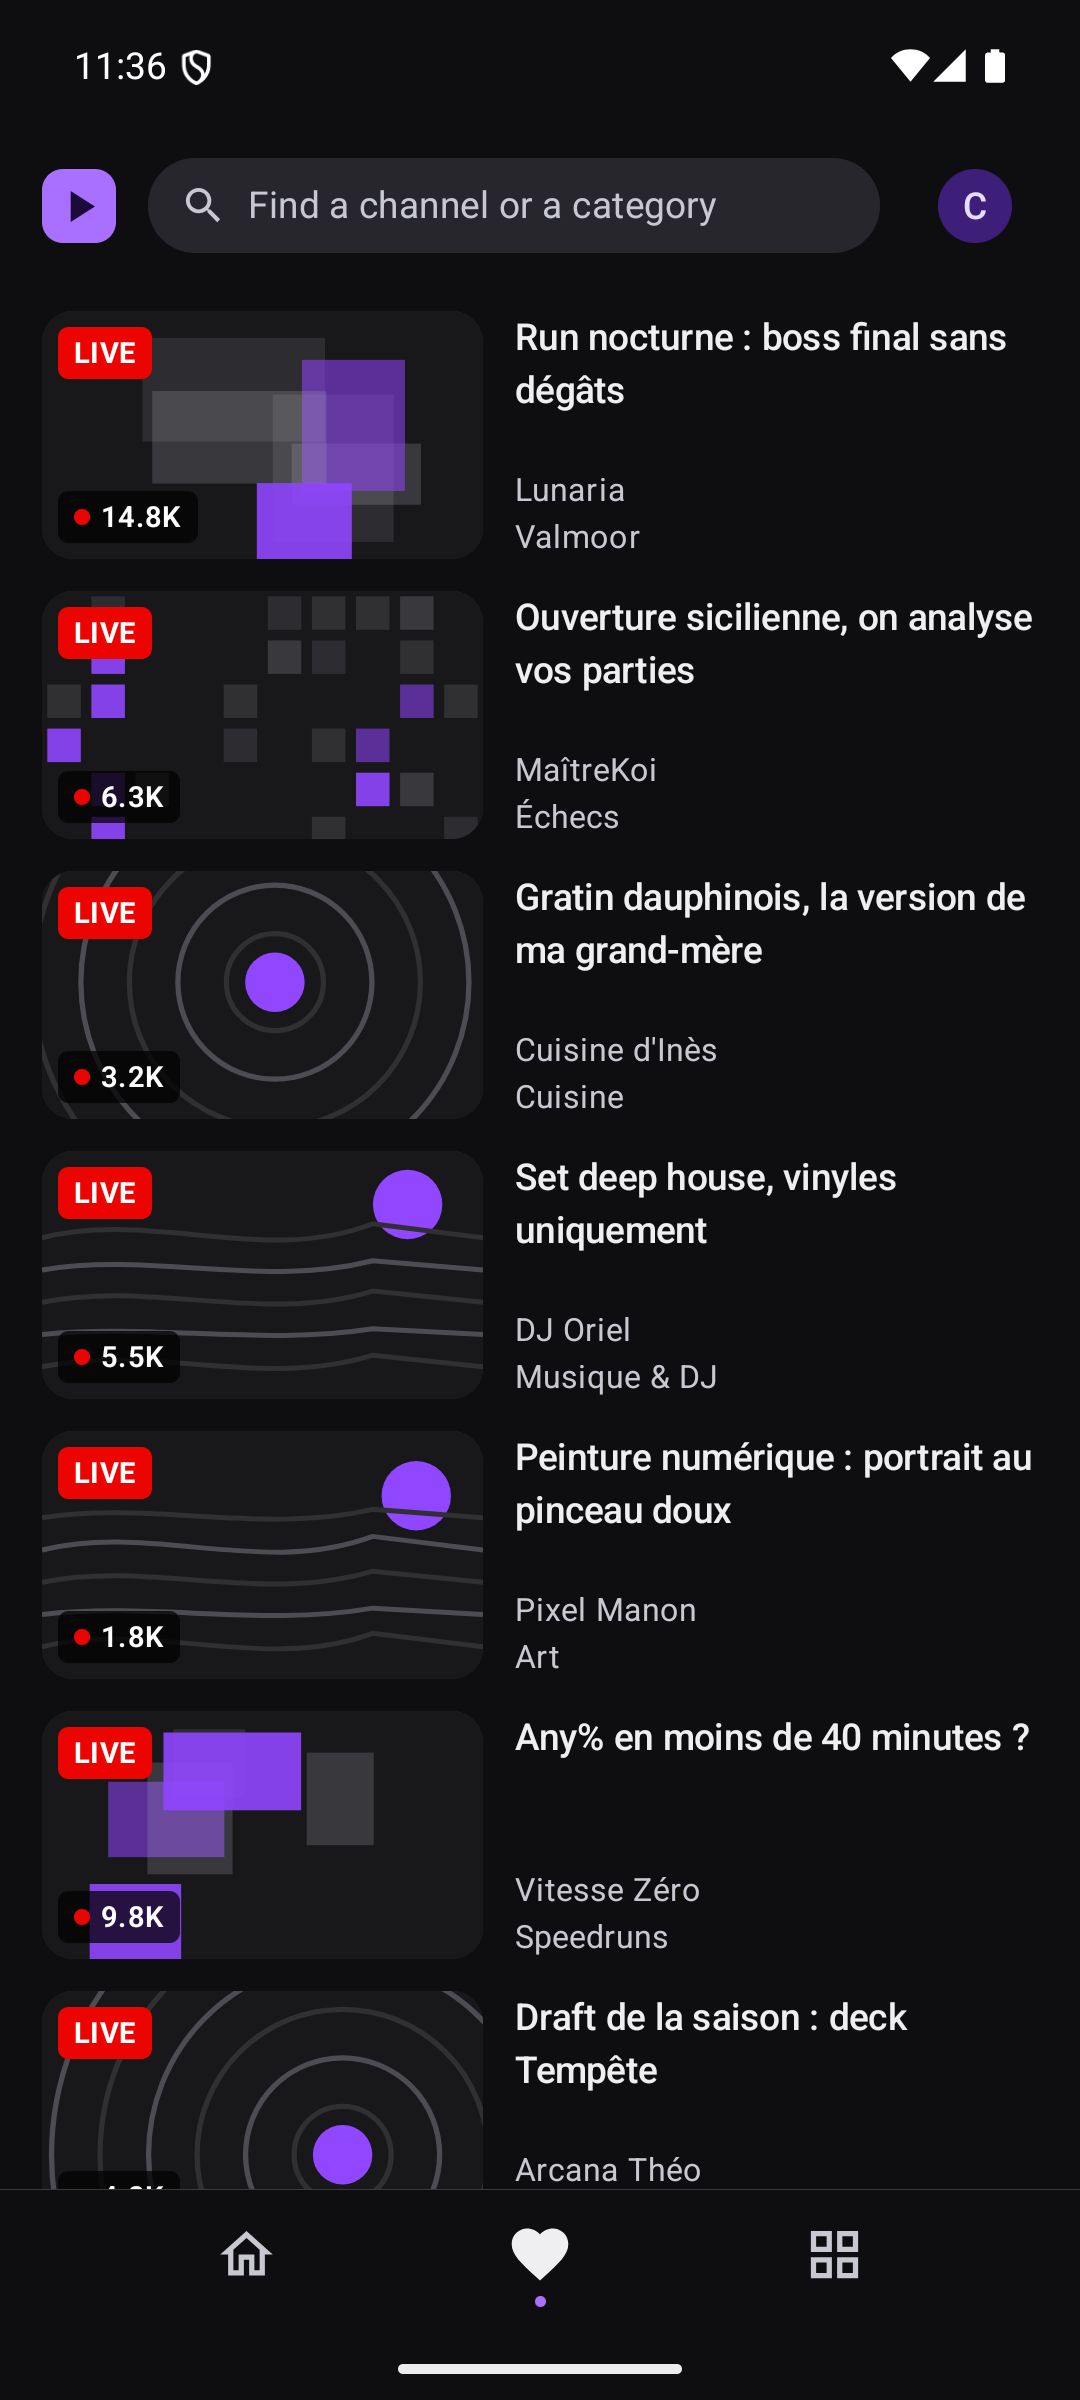 11:36
Find a channel or a category
C
LIVE
14.8K
Run nocturne : boss final sans
dégâts
Lunaria
Valmoor
LIVE
6.3K
Ouverture sicilienne, on analyse
vos parties
MaîtreKoi
Échecs
LIVE
3.2K
Gratin dauphinois, la version de
ma grand-mère
Cuisine d'Inès
Cuisine
LIVE
5.5K
Set deep house, vinyles
uniquement
DJ Oriel
Musique & DJ
LIVE
1.8K
Peinture numérique : portrait au
pinceau doux
Pixel Manon
Art
LIVE
9.8K
Any% en moins de 40 minutes ?
Vitesse Zéro
Speedruns
LIVE
Draft de la saison : deck
Tempête
Arcana Théo